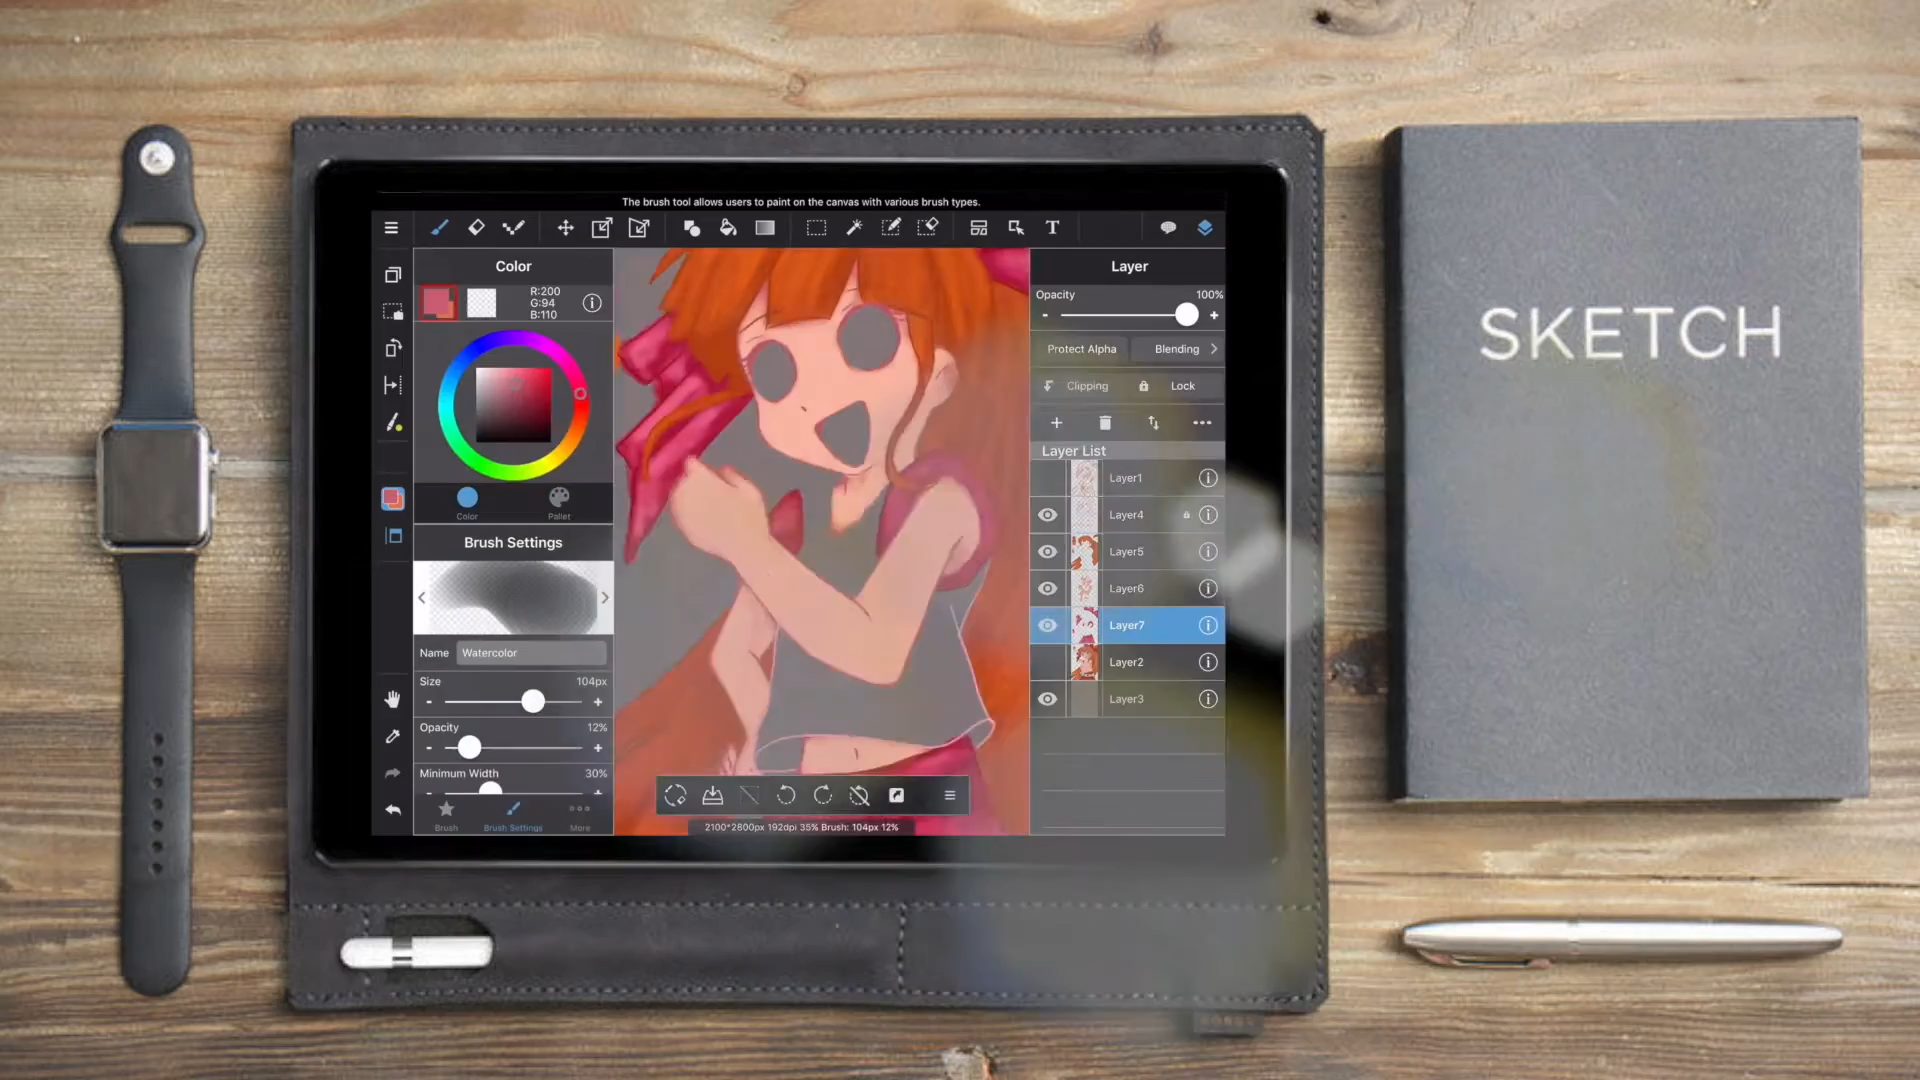 The brush tool allows users to paint on the canvas with various brush types.
T
Color
R:200
G:94
B:110
Color
Pallet
Brush Settings
Name
Watercolor
Size
104px
-
+
Opacity
12%
-
+
Minimum Width
30%
-
+
Brush
Brush Settings
More
2100*2800px 192dpi 35% Brush: 104px 12%
Layer
Opacity
100%
-
+
Protect Alpha
Blending
Clipping
Lock
Layer List
Layer1
Layer4
Layer5
Layer6
Layer7
Layer2
Layer3
SKETCH